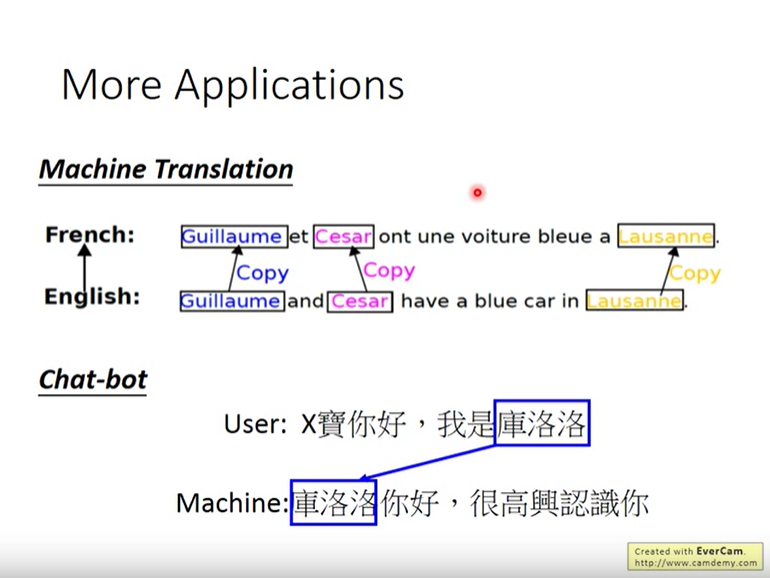 More Applications
Machine Translation
French: Guillaume et Cesar ont une voiture bleue a Lausanne.
Copy Copy Copy
English: Guillaume and Cesar have a blue car in Lausanne.
Chat-bot
User: X寶你好，我是庫洛洛
Machine: 庫洛洛你好，很高興認識你
Created with EverCam.
http://www.camdemy.com